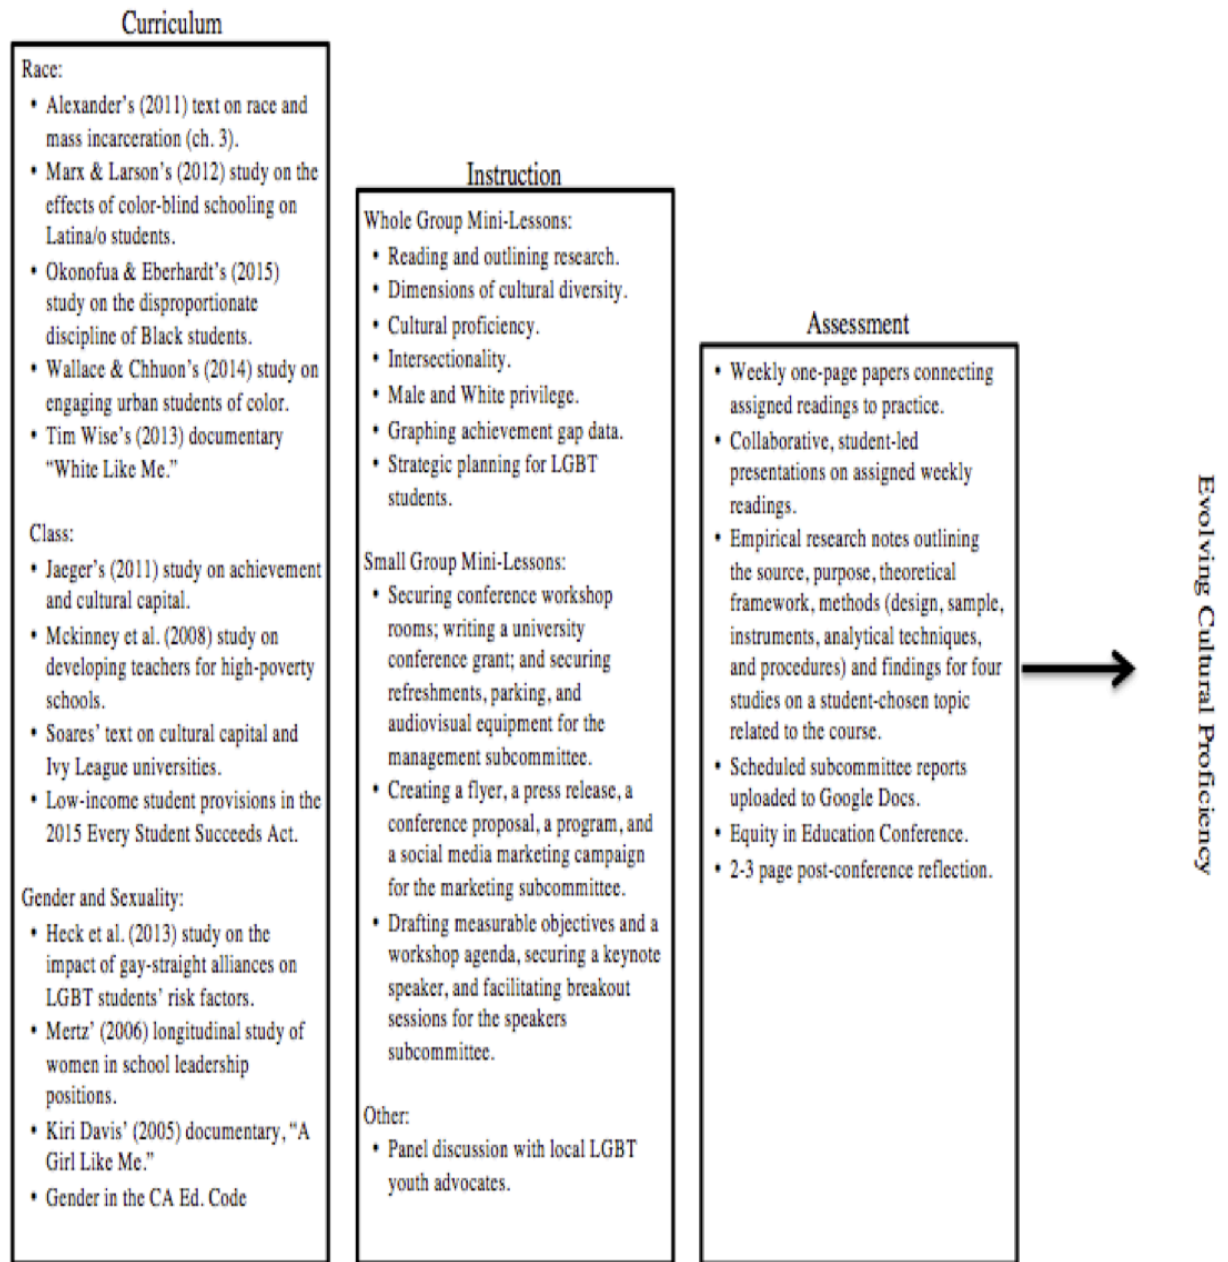 Curriculum
Race:
• Alexander's (2011) text on race and
mass incarceration (ch. 3).
• Marx & Larson's (2012) study on the
effects of color-blind schooling on
Latina/o students.
• Okonofua & Eberhardt's (2015)
study on the disproportionate
discipline of Black students.
• Wallace & Chhuon's (2014) study on
engaging urban students of color.
• Tim Wise's (2013) documentary
"White Like Me."
Class:
• Jaeger's (2011) study on achievement
and cultural capital.
• Mckinney et al. (2008) study on
developing teachers for high-poverty
schools.
• Soares' text on cultural capital and
Ivy League universities.
• Low-income student provisions in the
2015 Every Student Succeeds Act.
Gender and Sexuality:
• Heck et al. (2013) study on the
impact of gay-straight alliances on
LGBT students' risk factors.
• Mertz' (2006) longitudinal study of
women in school leadership
positions.
• Kiri Davis' (2005) documentary, "A
Girl Like Me."
• Gender in the CA Ed. Code
Instruction
Whole Group Mini-Lessons:
• Reading and outlining research.
• Dimensions of cultural diversity.
• Cultural proficiency.
• Intersectionality.
• Male and White privilege.
• Graphing achievement gap data.
• Strategic planning for LGBT
students.
Small Group Mini-Lessons:
• Securing conference workshop
rooms; writing a university
conference grant; and securing
refreshments, parking, and
audiovisual equipment for the
management subcommittee.
• Creating a flyer, a press release, a
conference proposal, a program, and
a social media marketing campaign
for the marketing subcommittee.
• Drafting measurable objectives and a
workshop agenda, securing a keynote
speaker, and facilitating breakout
sessions for the speakers
subcommittee.
Other:
• Panel discussion with local LGBT
youth advocates.
Assessment
• Weekly one-page papers connecting
assigned readings to practice.
• Collaborative, student-led
presentations on assigned weekly
readings.
• Empirical research notes outlining
the source, purpose, theoretical
framework, methods (design, sample,
instruments, analytical techniques,
and procedures) and findings for four
studies on a student-chosen topic
related to the course.
• Scheduled subcommittee reports
uploaded to Google Docs.
• Equity in Education Conference.
• 2-3 page post-conference reflection.
Evolving Cultural Proficiency